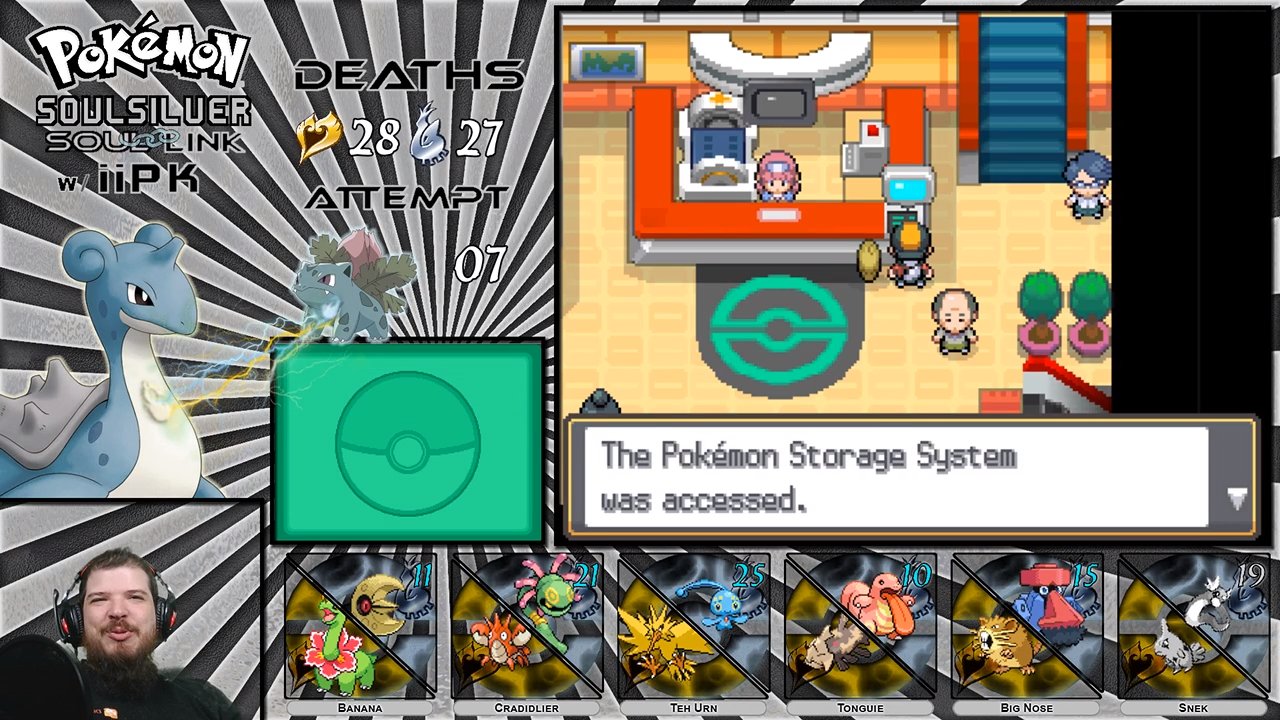 POKéMON
SOULSILVER
SOUL LINK
w/ iiPK
DEATHS
28 27
ATTEMPT
07
The Pokémon Storage System
was accessed.
11 21 25 10 15 19
BANANA CRADIDLIER TEH URN TONGUIE BIG NOSE SNEK